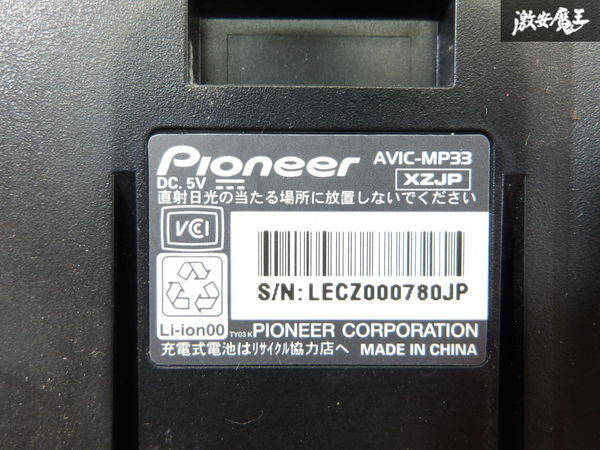 激安魔王
Pioneer AVIC-MP33
DC. 5V XZJP
直射日光の当たる場所に放置しないでください
VCCI
S/N: LECZ000780JP
Li-ion00 TY03 K PIONEER CORPORATION
充電式電池はリサイクル協力店へ MADE IN CHINA